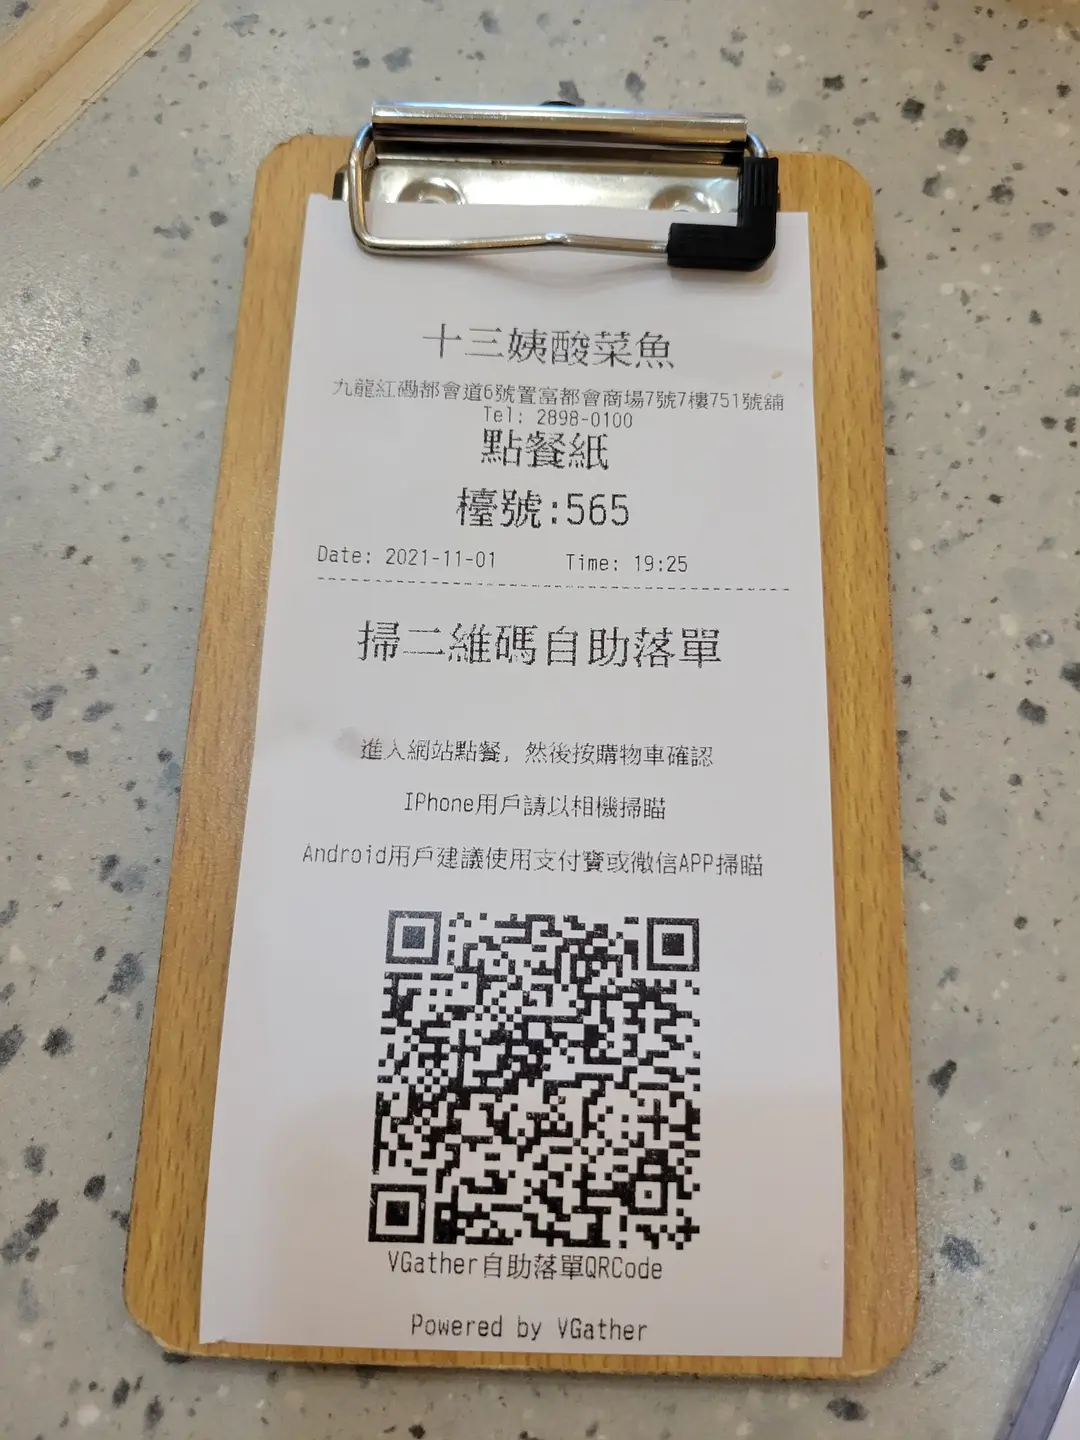 十三姨酸菜魚
九龍紅磡都會道6號置富都會商場7號7樓751號舖
Tel: 2898-0100
點餐紙
檯號:565
Date: 2021-11-01 Time: 19:25
掃二維碼自助落單
進入網站點餐, 然後按購物車確認
IPhone用戶請以相機掃瞄
Android用戶建議使用支付寶或微信APP掃瞄
VGather自助落單QRCode
Powered by VGather